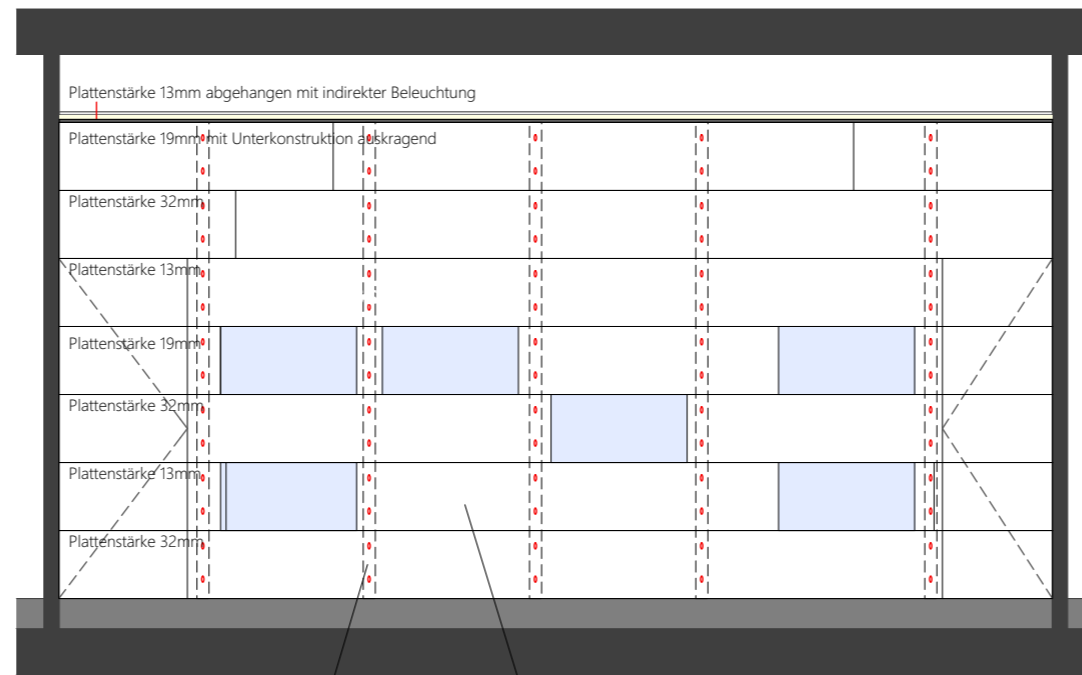 Plattenstärke 13mm abgehangen mit indirekter Beleuchtung
Plattenstärke 19mm mit Unterkonstruktion auskragend
Plattenstärke 32mm
Plattenstärke 13mm
Plattenstärke 19mm
Plattenstärke 32mm
Plattenstärke 13mm
Plattenstärke 32mm